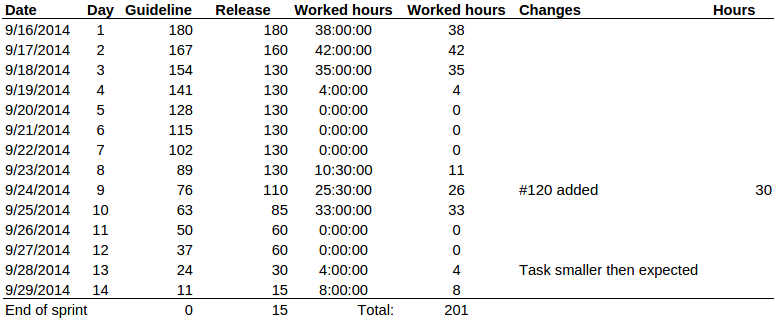 Date Day Guideline Release Worked hours Worked hours Changes Hours
9/16/2014 1 180 180 38:00:00 38
9/17/2014 2 167 160 42:00:00 42
9/18/2014 3 154 130 35:00:00 35
9/19/2014 4 141 130 4:00:00 4
9/20/2014 5 128 130 0:00:00 0
9/21/2014 6 115 130 0:00:00 0
9/22/2014 7 102 130 0:00:00 0
9/23/2014 8 89 130 10:30:00 11
9/24/2014 9 76 110 25:30:00 26 #120 added 30
9/25/2014 10 63 85 33:00:00 33
9/26/2014 11 50 60 0:00:00 0
9/27/2014 12 37 60 0:00:00 0
9/28/2014 13 24 30 4:00:00 4 Task smaller then expected
9/29/2014 14 11 15 8:00:00 8
End of sprint 0 15 Total: 201